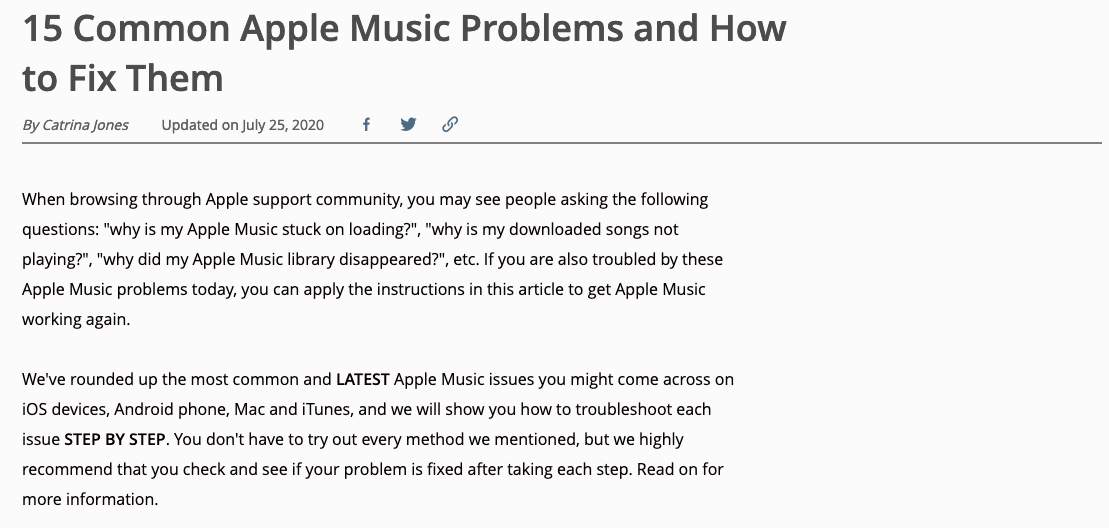 15 Common Apple Music Problems and How
to Fix Them
By Catrina Jones Updated on July 25, 2020
When browsing through Apple support community, you may see people asking the following
questions: "why is my Apple Music stuck on loading?", "why is my downloaded songs not
playing?", "why did my Apple Music library disappeared?", etc. If you are also troubled by these
Apple Music problems today, you can apply the instructions in this article to get Apple Music
working again.
We've rounded up the most common and LATEST Apple Music issues you might come across on
iOS devices, Android phone, Mac and iTunes, and we will show you how to troubleshoot each
issue STEP BY STEP. You don't have to try out every method we mentioned, but we highly
recommend that you check and see if your problem is fixed after taking each step. Read on for
more information.